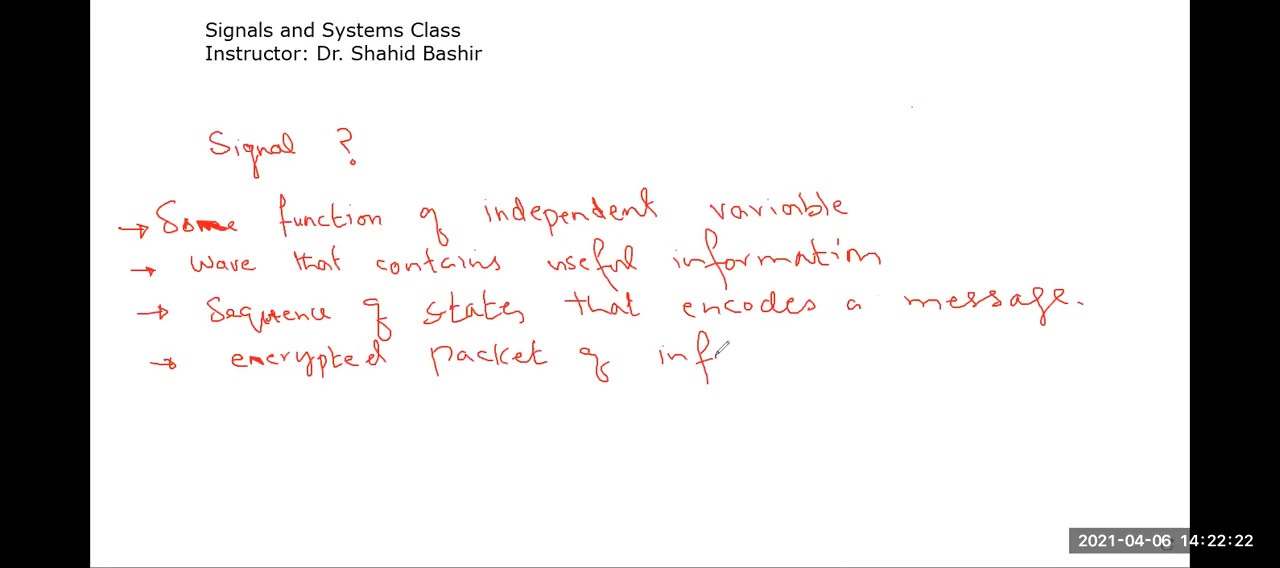 Signals and Systems Class
Instructor: Dr. Shahid Bashir
Signal ?
→ Some function of independent variable
→ wave that contains useful information
→ Sequence of states that encodes a message.
→ encrypted packet of inf
2021-04-06 14:22:22